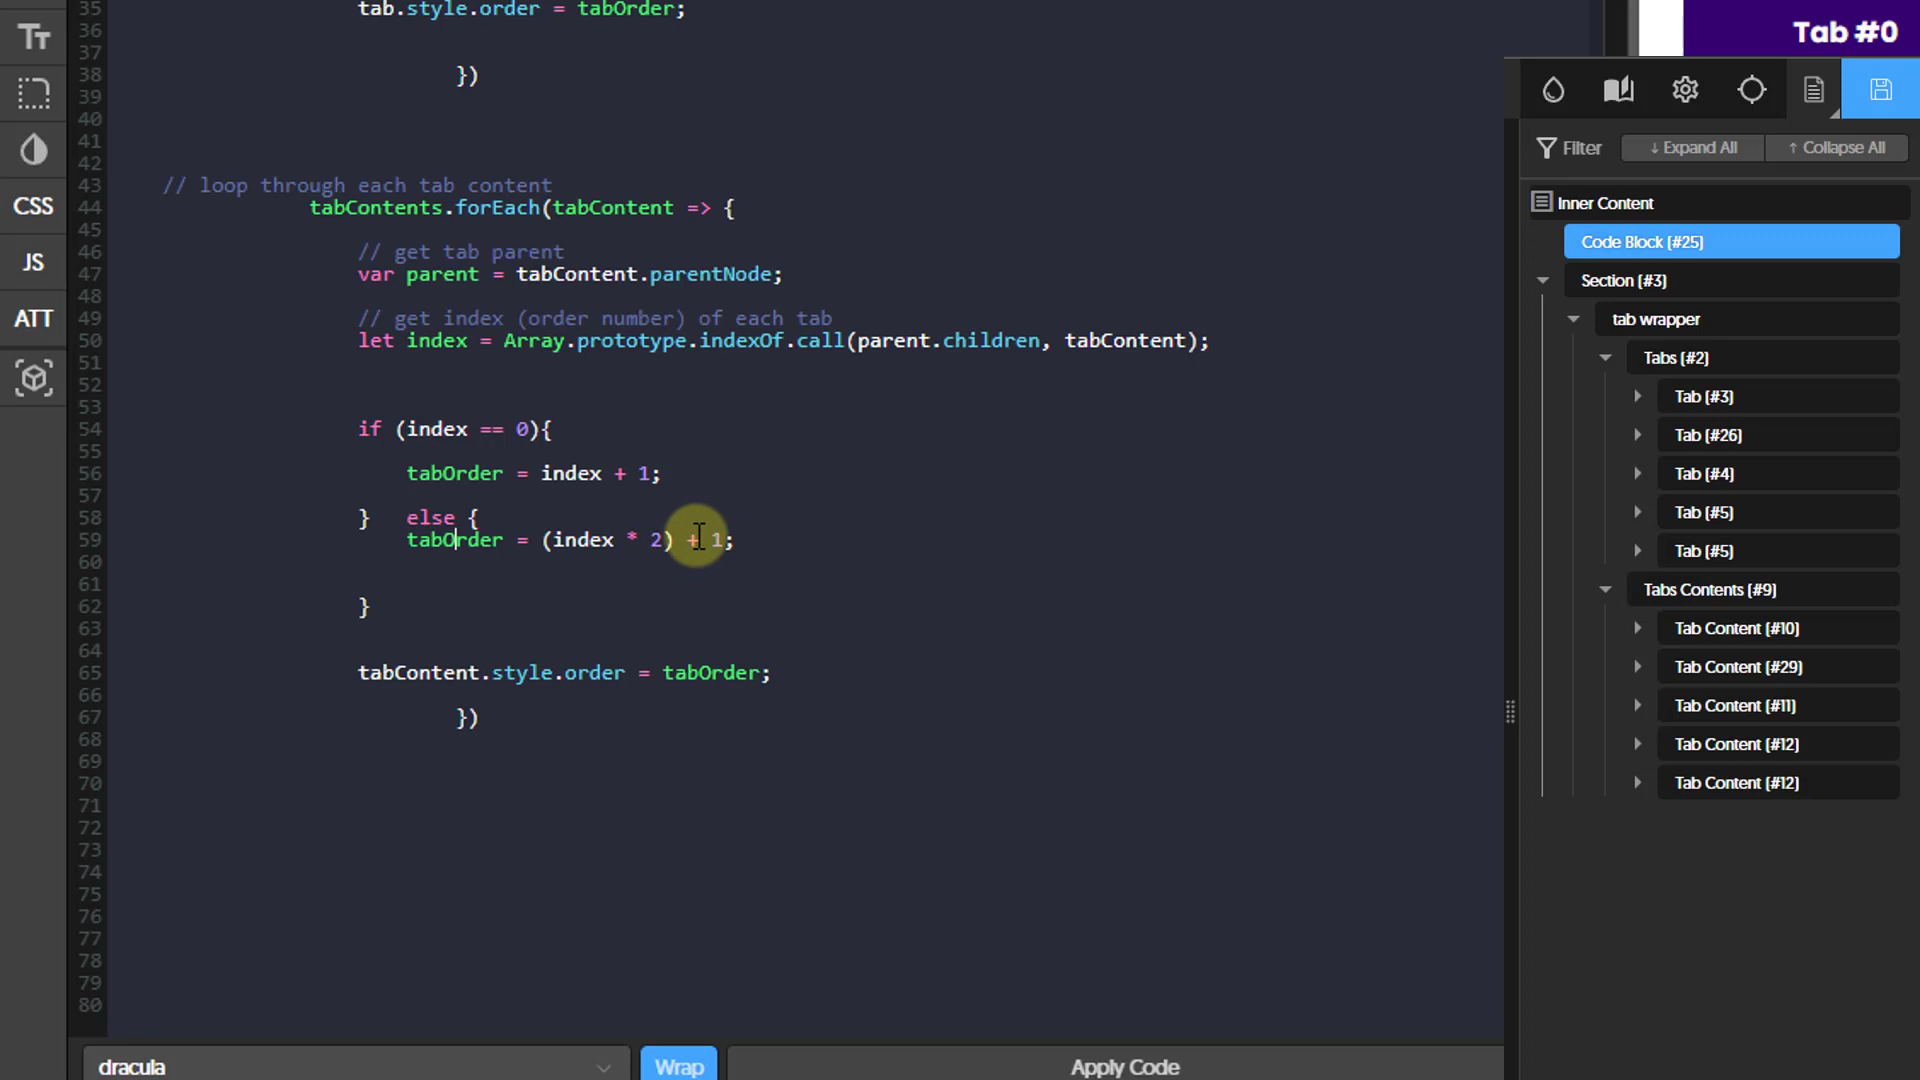 35 tab.style.order = tabOrder;
36
37
38 })
39
40
41
42
43 // loop through each tab content
44 tabContents.forEach(tabContent => {
45
46 // get tab parent
47 var parent = tabContent.parentNode;
48
49 // get index (order number) of each tab
50 let index = Array.prototype.indexOf.call(parent.children, tabContent);
51
52
53
54 if (index == 0){
55
56 tabOrder = index + 1;
57
58 } else {
59 tabOrder = (index * 2) + 1;
60
61
62 }
63
64
65 tabContent.style.order = tabOrder;
66
67 })
68
69
70
71
72
73
74
75
76
77
78
79
80
TT
CSS
JS
ATT
dracula
Wrap
Apply Code
Tab #0
Filter
↓ Expand All
↑ Collapse All
Inner Content
Code Block (#25)
Section (#3)
tab wrapper
Tabs (#2)
Tab (#3)
Tab (#26)
Tab (#4)
Tab (#5)
Tab (#5)
Tabs Contents (#9)
Tab Content (#10)
Tab Content (#29)
Tab Content (#11)
Tab Content (#12)
Tab Content (#12)